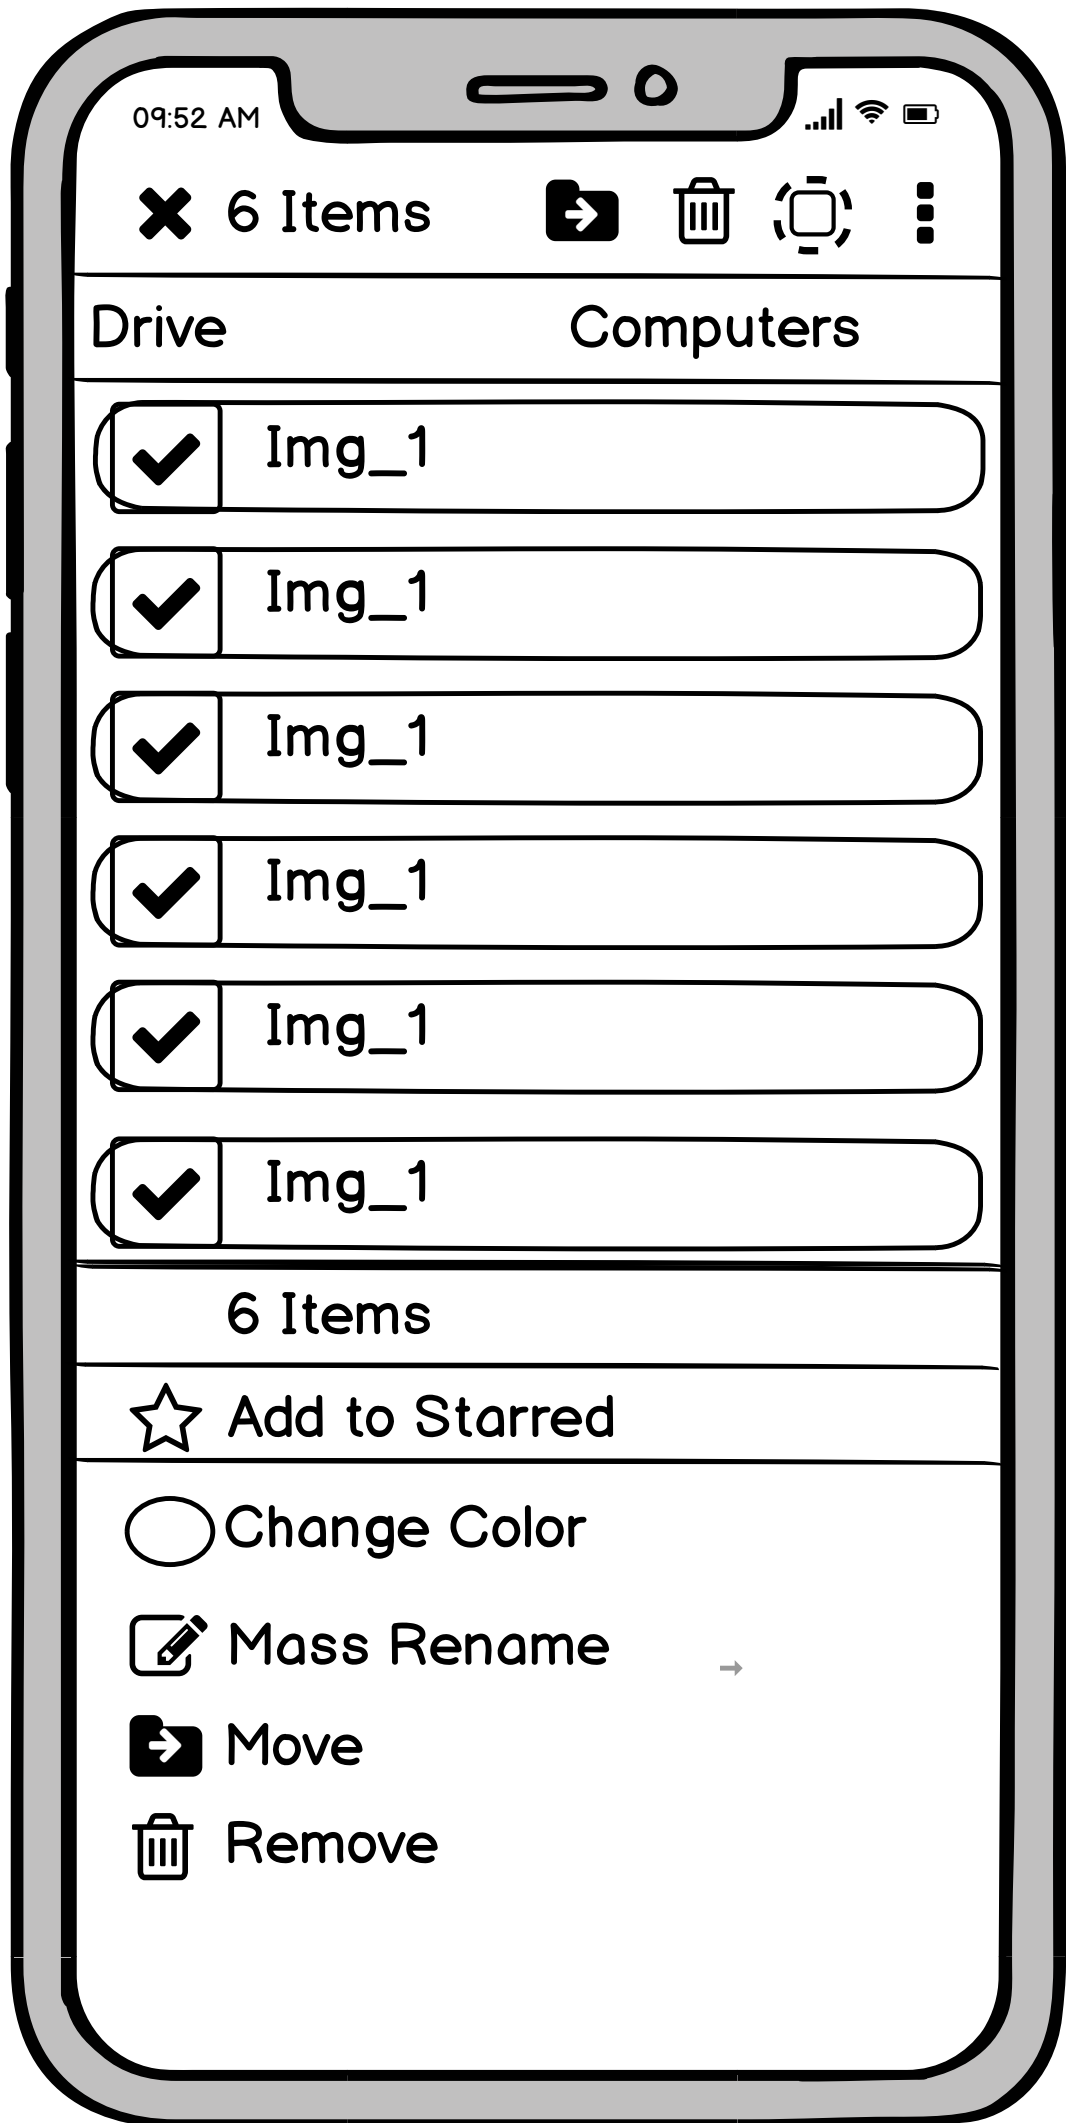 09:52 AM
6 Items
Drive Computers
Img_1
Img_1
Img_1
Img_1
Img_1
Img_1
6 Items
Add to Starred
Change Color
Mass Rename
Move
Remove